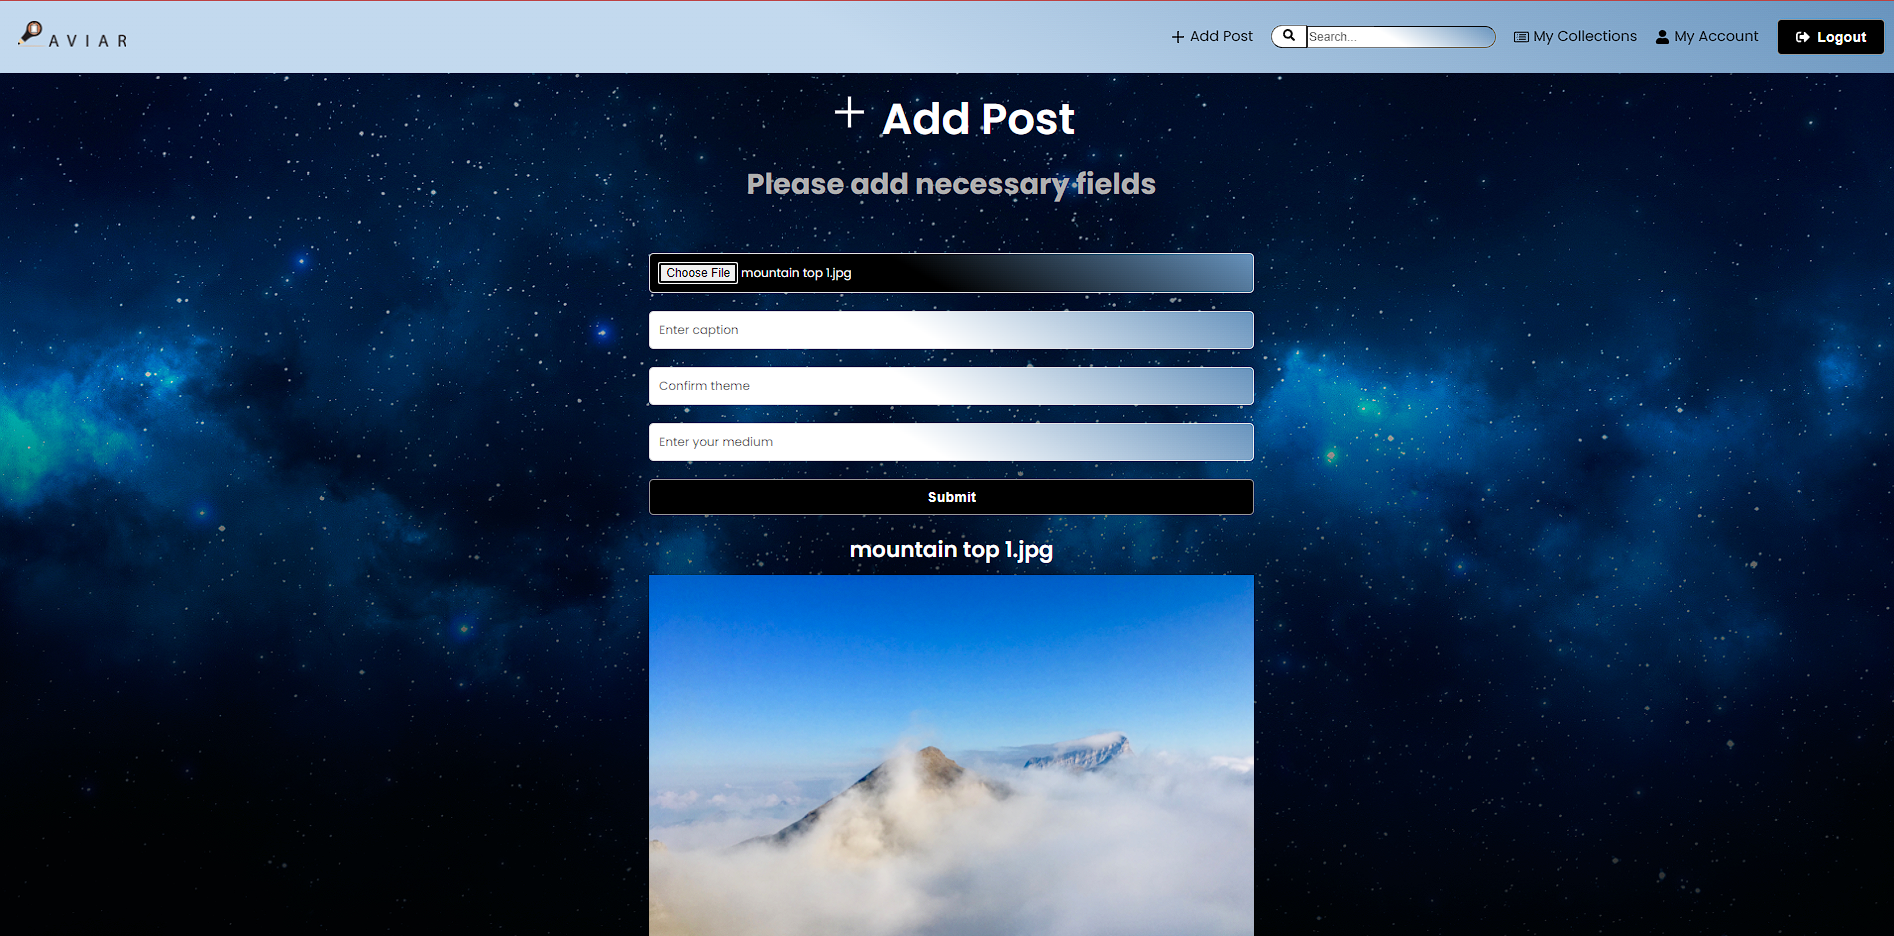 AVIAR
Add Post
Search...
My Collections
My Account
Logout
Add Post
Please add necessary fields
Choose File mountain top 1.jpg
Enter caption
Confirm theme
Enter your medium
Submit
mountain top 1.jpg